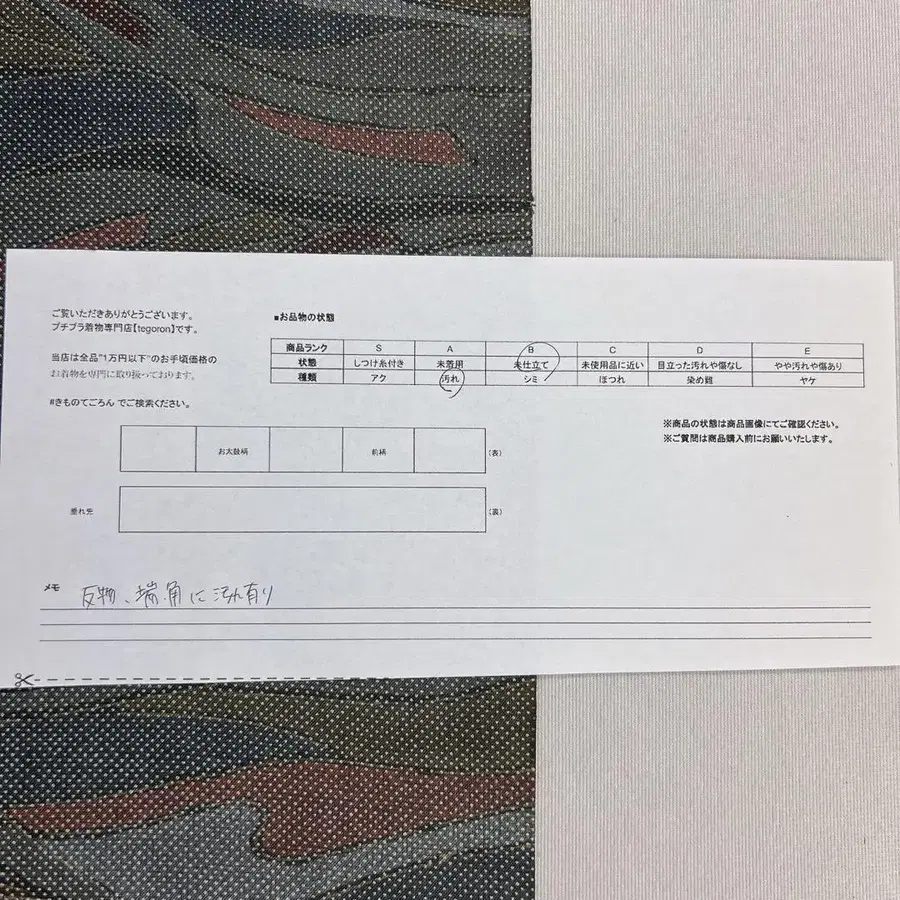 ご覧いただきありがとうございます。
プチプラ着物専門店【tegoron】です。
当店は全品"1万円以下"のお手頃価格の
お着物を専門に取り扱っております。
#きものてごろん でご検索ください。
■お品物の状態
商品ランク S A B C D E
状態 しつけ糸付き 未着用 未仕立て 未使用品に近い 目立った汚れや傷なし やや汚れや傷あり
種類 アク 汚れ シミ ほつれ 染め難 ヤケ
※商品の状態は商品画像にてご確認ください。
※ご質問は商品購入前にお願いいたします。
お太鼓柄 前柄 (表)
垂れ先 (裏)
メモ 反物、端角に汚れ有り